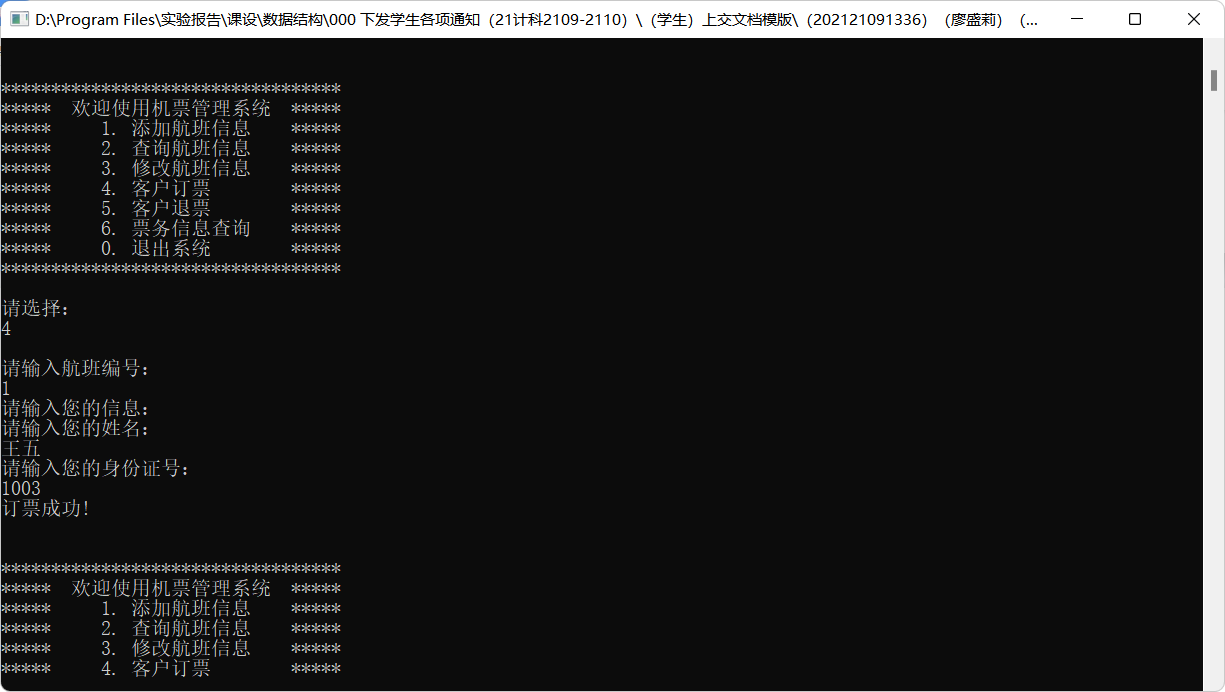 D:\Program Files\实验报告\课设\数据结构\000 下发学生各项通知（21计科2109-2110）\（学生）上交文档模版\（202121091336）（廖盛莉）（...
**********************************
***** 欢迎使用机票管理系统 *****
***** 1. 添加航班信息 *****
***** 2. 查询航班信息 *****
***** 3. 修改航班信息 *****
***** 4. 客户订票 *****
***** 5. 客户退票 *****
***** 6. 票务信息查询 *****
***** 0. 退出系统 *****
**********************************
请选择：
4
请输入航班编号：
1
请输入您的信息：
请输入您的姓名：
王五
请输入您的身份证号：
1003
订票成功!
**********************************
***** 欢迎使用机票管理系统 *****
***** 1. 添加航班信息 *****
***** 2. 查询航班信息 *****
***** 3. 修改航班信息 *****
***** 4. 客户订票 *****